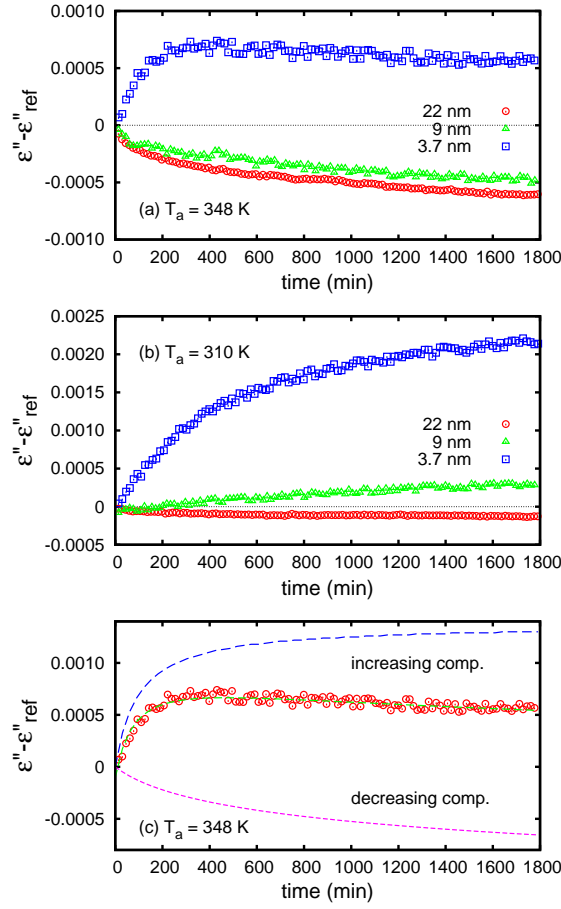 0.0010
0.0005
0
-0.0005
-0.0010
ε"-ε"ref
22 nm
9 nm
3.7 nm
(a) Ta = 348 K
0 200 400 600 800 1000 1200 1400 1600 1800
time (min)
0.0025
0.0020
0.0015
0.0010
0.0005
0
-0.0005
ε"-ε"ref
(b) Ta = 310 K
22 nm
9 nm
3.7 nm
0 200 400 600 800 1000 1200 1400 1600 1800
time (min)
0.0010
0.0005
0
-0.0005
ε"-ε"ref
increasing comp.
decreasing comp.
(c) Ta = 348 K
0 200 400 600 800 1000 1200 1400 1600 1800
time (min)